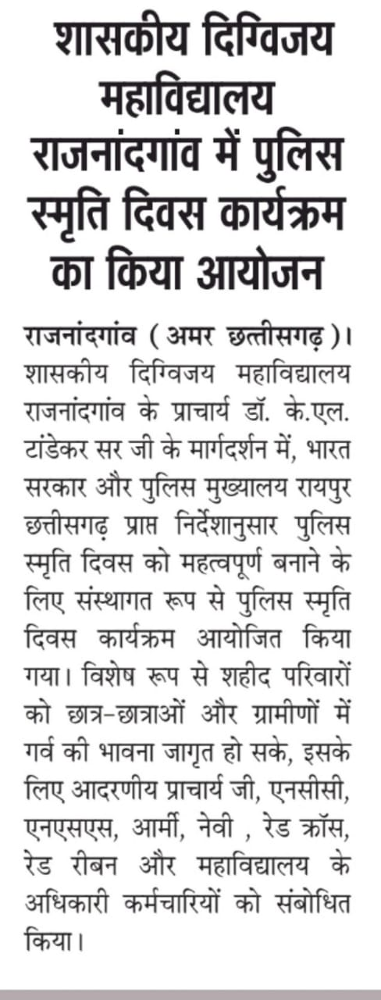 शासकीय दिग्विजय
महाविद्यालय
राजनांदगांव में पुलिस
स्मृति दिवस कार्यक्रम
का किया आयोजन
राजनांदगांव ( अमर छत्तीसगढ़ )।
शासकीय दिग्विजय महाविद्यालय
राजनांदगांव के प्राचार्य डॉ. के.एल.
टांडेकर सर जी के मार्गदर्शन में, भारत
सरकार और पुलिस मुख्यालय रायपुर
छत्तीसगढ़ प्राप्त निर्देशानुसार पुलिस
स्मृति दिवस को महत्वपूर्ण बनाने के
लिए संस्थागत रूप से पुलिस स्मृति
दिवस कार्यक्रम आयोजित किया
गया। विशेष रूप से शहीद परिवारों
को छात्र-छात्राओं और ग्रामीणों में
गर्व की भावना जागृत हो सके, इसके
लिए आदरणीय प्राचार्य जी, एनसीसी,
एनएसएस, आर्मी, नेवी , रेड क्रॉस,
रेड रीबन और महाविद्यालय के
अधिकारी कर्मचारियों को संबोधित
किया।